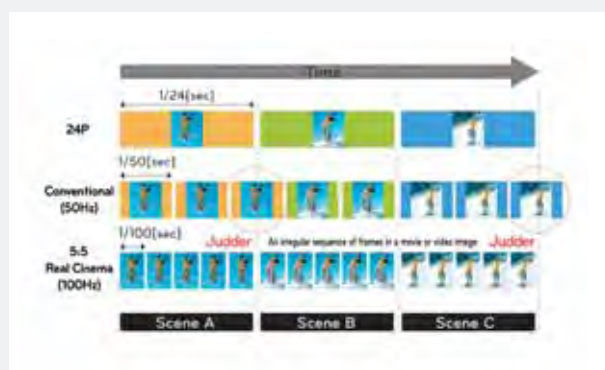 Time
1/24[sec]
24P
1/50[sec]
Conventional
(50Hz)
1/100[sec]
Judder
An irregular sequence of frames in a movie or video image
Judder
5:5
Real Cinema
(100Hz)
Scene A
Scene B
Scene C